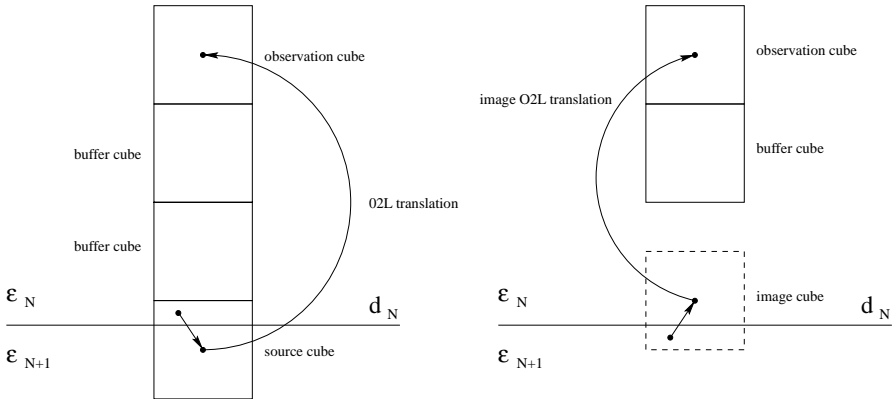 observation cube
buffer cube
02L translation
buffer cube
ε N
d N
ε N+1
source cube
observation cube
image O2L translation
buffer cube
ε N
image cube
d N
ε N+1